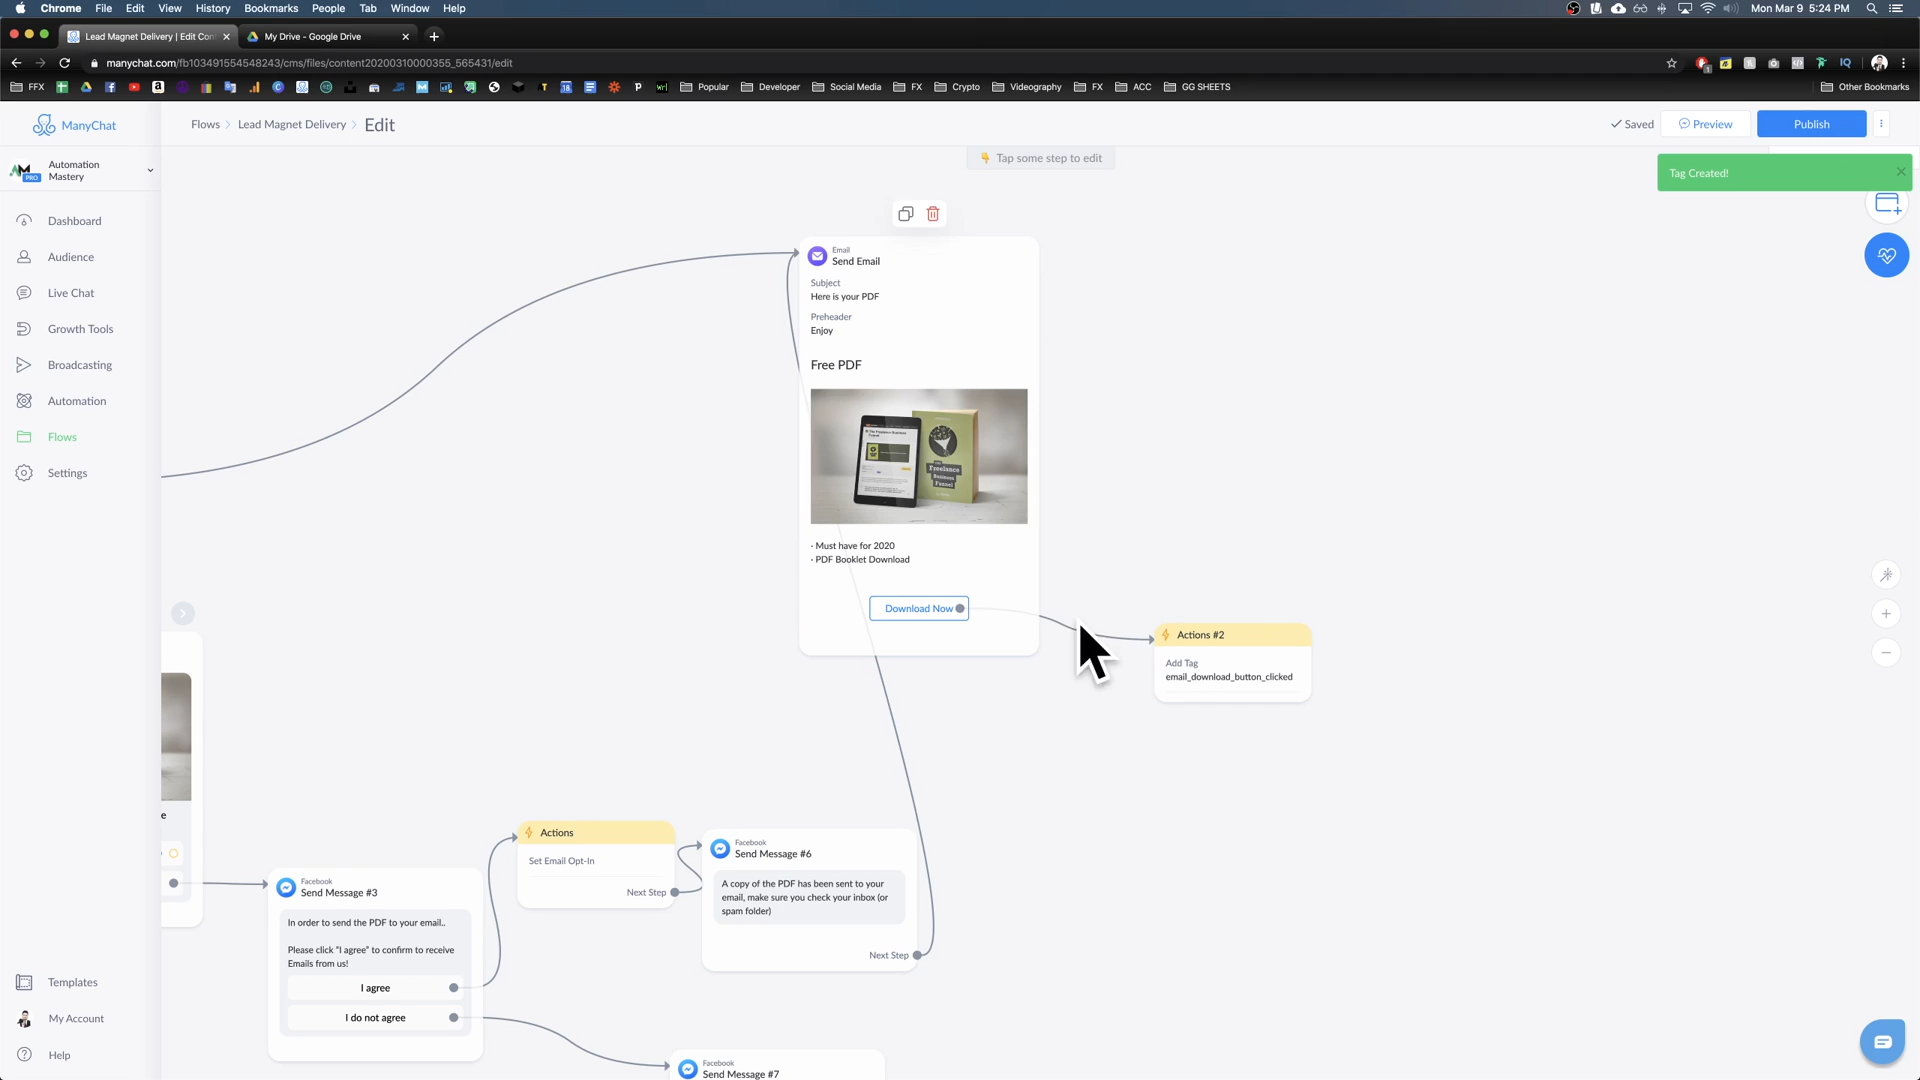 Chrome File Edit View History Bookmarks People Tab Window Help
Mon Mar 9 5:24 PM
Lead Magnet Delivery | Edit Con
My Drive - Google Drive
manychat.com/fb103491554548243/cms/files/content20200310000355_565431/edit
FFX Popular Developer Social Media FX Crypto Videography FX ACC GG SHEETS Other Bookmarks
ManyChat
Flows Lead Magnet Delivery Edit
Saved Preview Publish
Automation
Mastery
PRO
Tap some step to edit
Tag Created!
Dashboard
Audience
Live Chat
Growth Tools
Broadcasting
Automation
Flows
Settings
Templates
My Account
Help
Email
Send Email
Subject
Here is your PDF
Preheader
Enjoy
Free PDF
Freelance
Business
Funnel
· Must have for 2020
· PDF Booklet Download
Download Now
Actions #2
Add Tag
email_download_button_clicked
e
Actions
Set Email Opt-In
Next Step
Facebook
Send Message #6
A copy of the PDF has been sent to your
email, make sure you check your inbox (or
spam folder)
Next Step
Facebook
Send Message #3
In order to send the PDF to your email..
Please click "I agree" to confirm to receive
Emails from us!
I agree
I do not agree
Facebook
Send Message #7